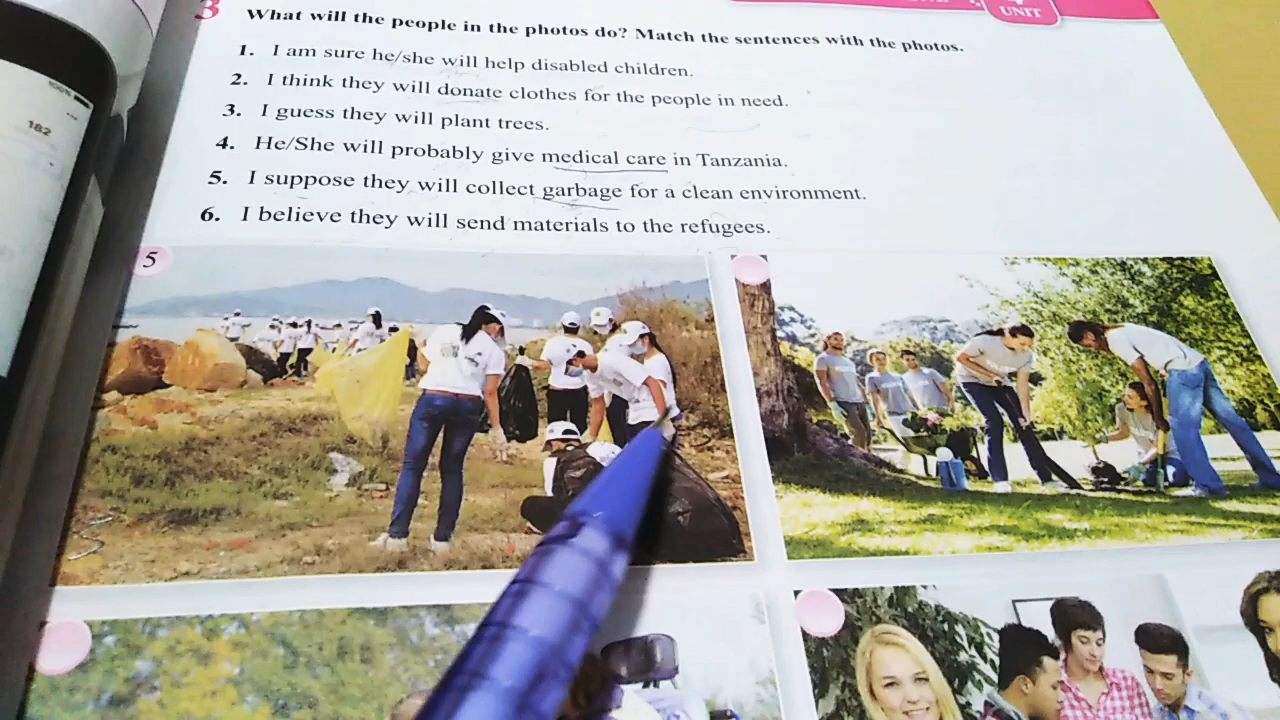 UNIT
3 What will the people in the photos do? Match the sentences with the photos.
1. I am sure he/she will help disabled children.
2. I think they will donate clothes for the people in need.
3. I guess they will plant trees.
4. He/She will probably give medical care in Tanzania.
5. I suppose they will collect garbage for a clean environment.
6. I believe they will send materials to the refugees.
100%
182
5